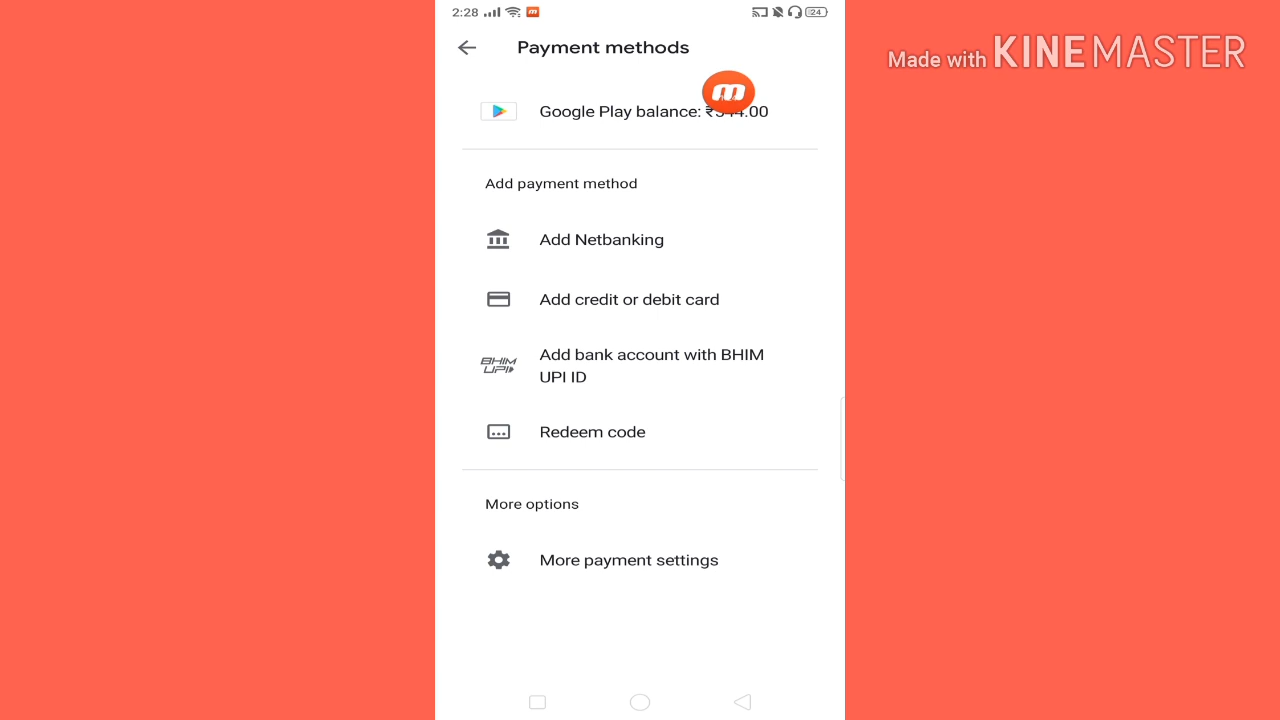 2:28
24
Payment methods
Made with KINEMASTER
Google Play balance:
Add payment method
Add Netbanking
Add credit or debit card
BHIM
UPI
Add bank account with BHIM
UPI ID
Redeem code
More options
More payment settings